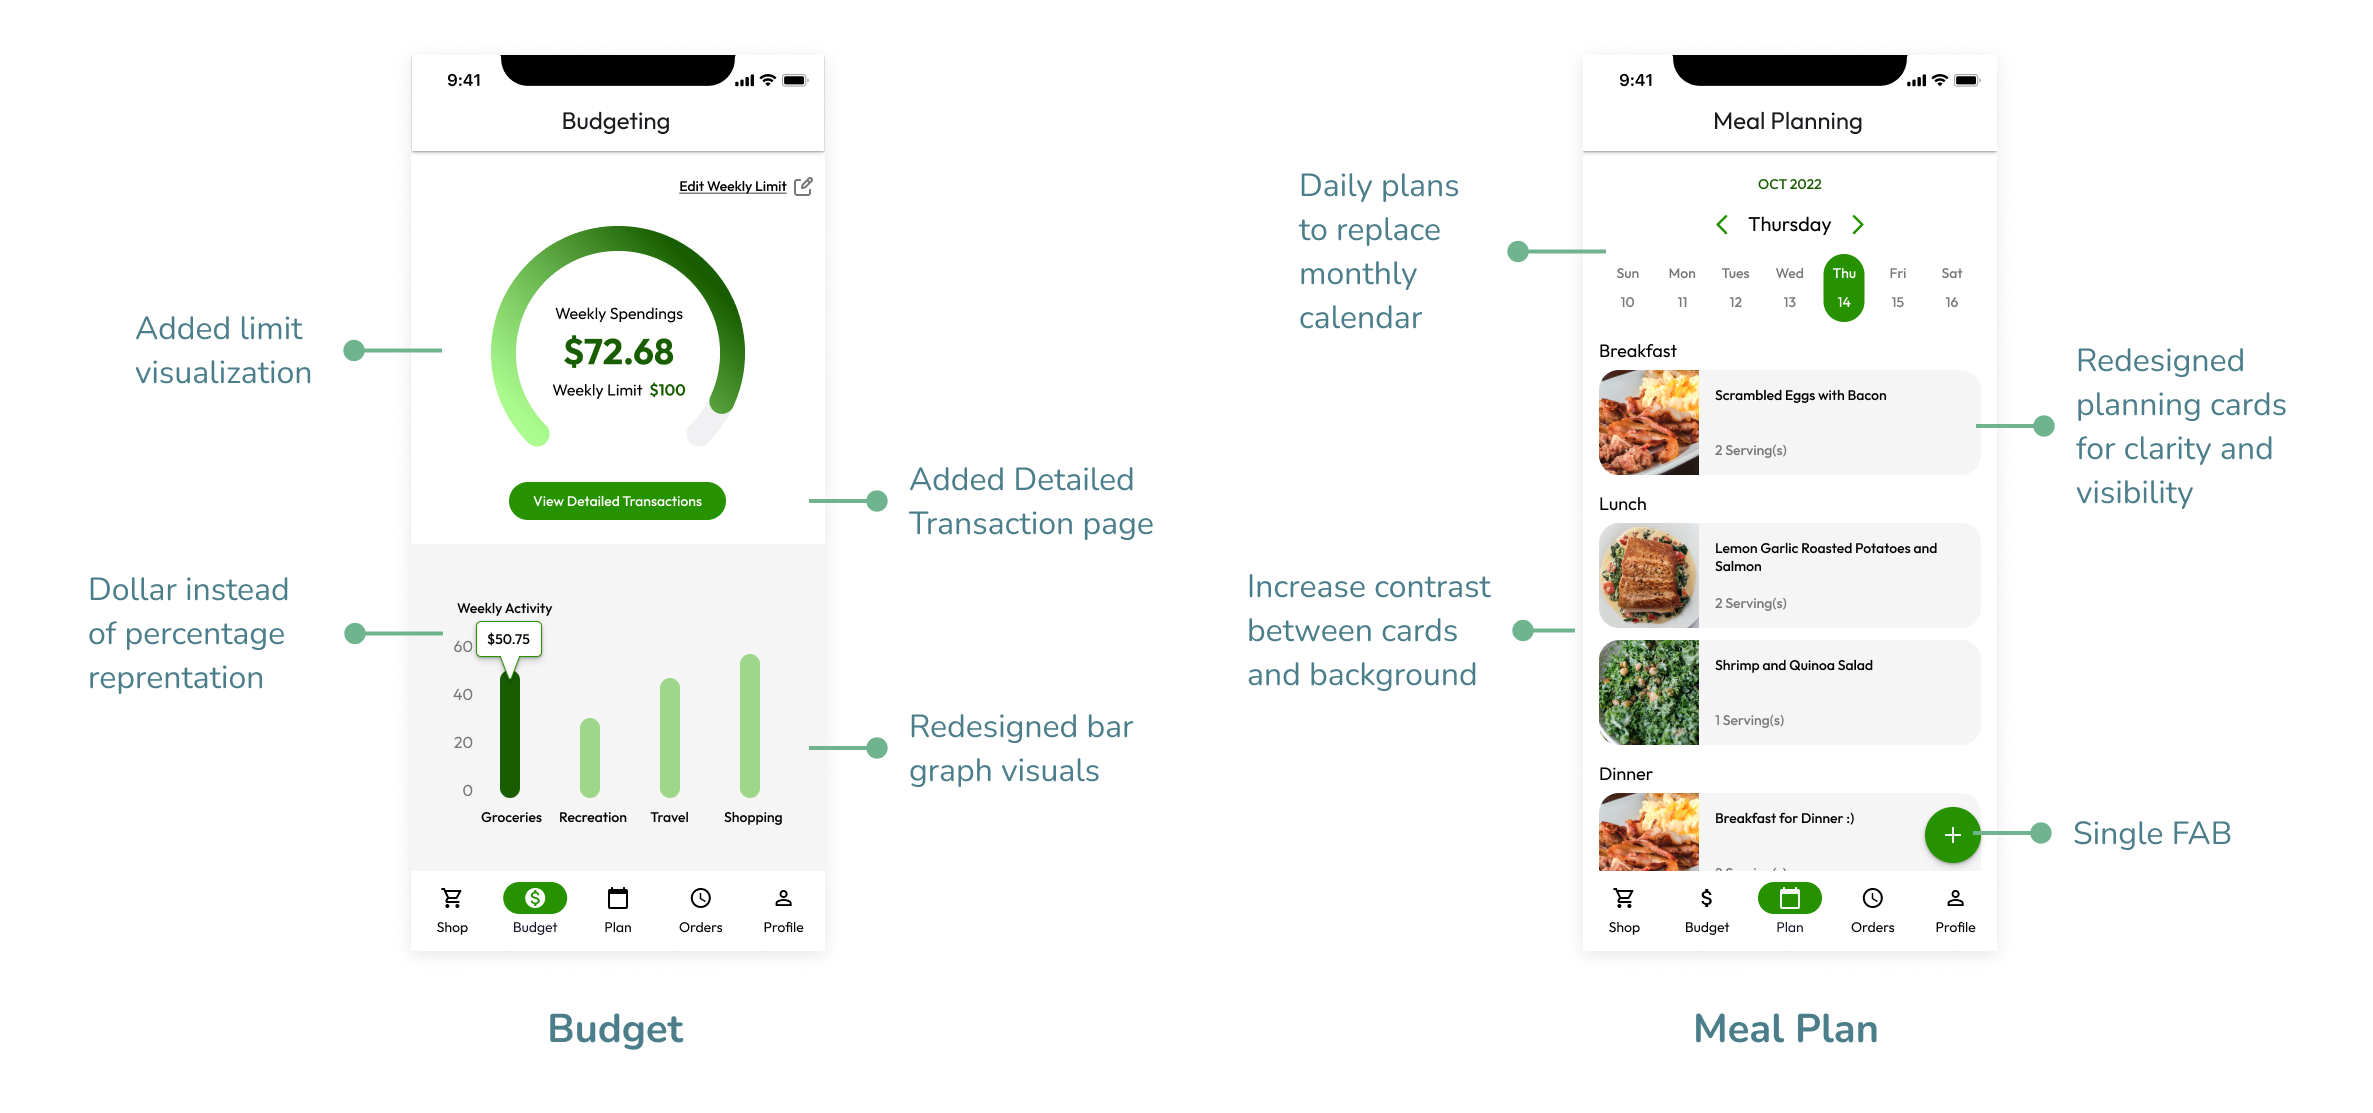 9:41
Budgeting
Edit Weekly Limit
Weekly Spendings
$72.68
Weekly Limit $100
View Detailed Transactions
Weekly Activity
$50.75
60
40
20
0
Groceries Recreation Travel Shopping
Shop Budget Plan Orders Profile
Added limit
visualization
Dollar instead
of percentage
reprentation
Added Detailed
Transaction page
Redesigned bar
graph visuals
Budget
9:41
Meal Planning
OCT 2022
Thursday
Sun Mon Tues Wed Thu Fri Sat
10 11 12 13 14 15 16
Breakfast
Scrambled Eggs with Bacon
2 Serving(s)
Lunch
Lemon Garlic Roasted Potatoes and
Salmon
2 Serving(s)
Shrimp and Quinoa Salad
1 Serving(s)
Dinner
Breakfast for Dinner :)
Shop Budget Plan Orders Profile
Daily plans
to replace
monthly
calendar
Increase contrast
between cards
and background
Redesigned
planning cards
for clarity and
visibility
Single FAB
Meal Plan